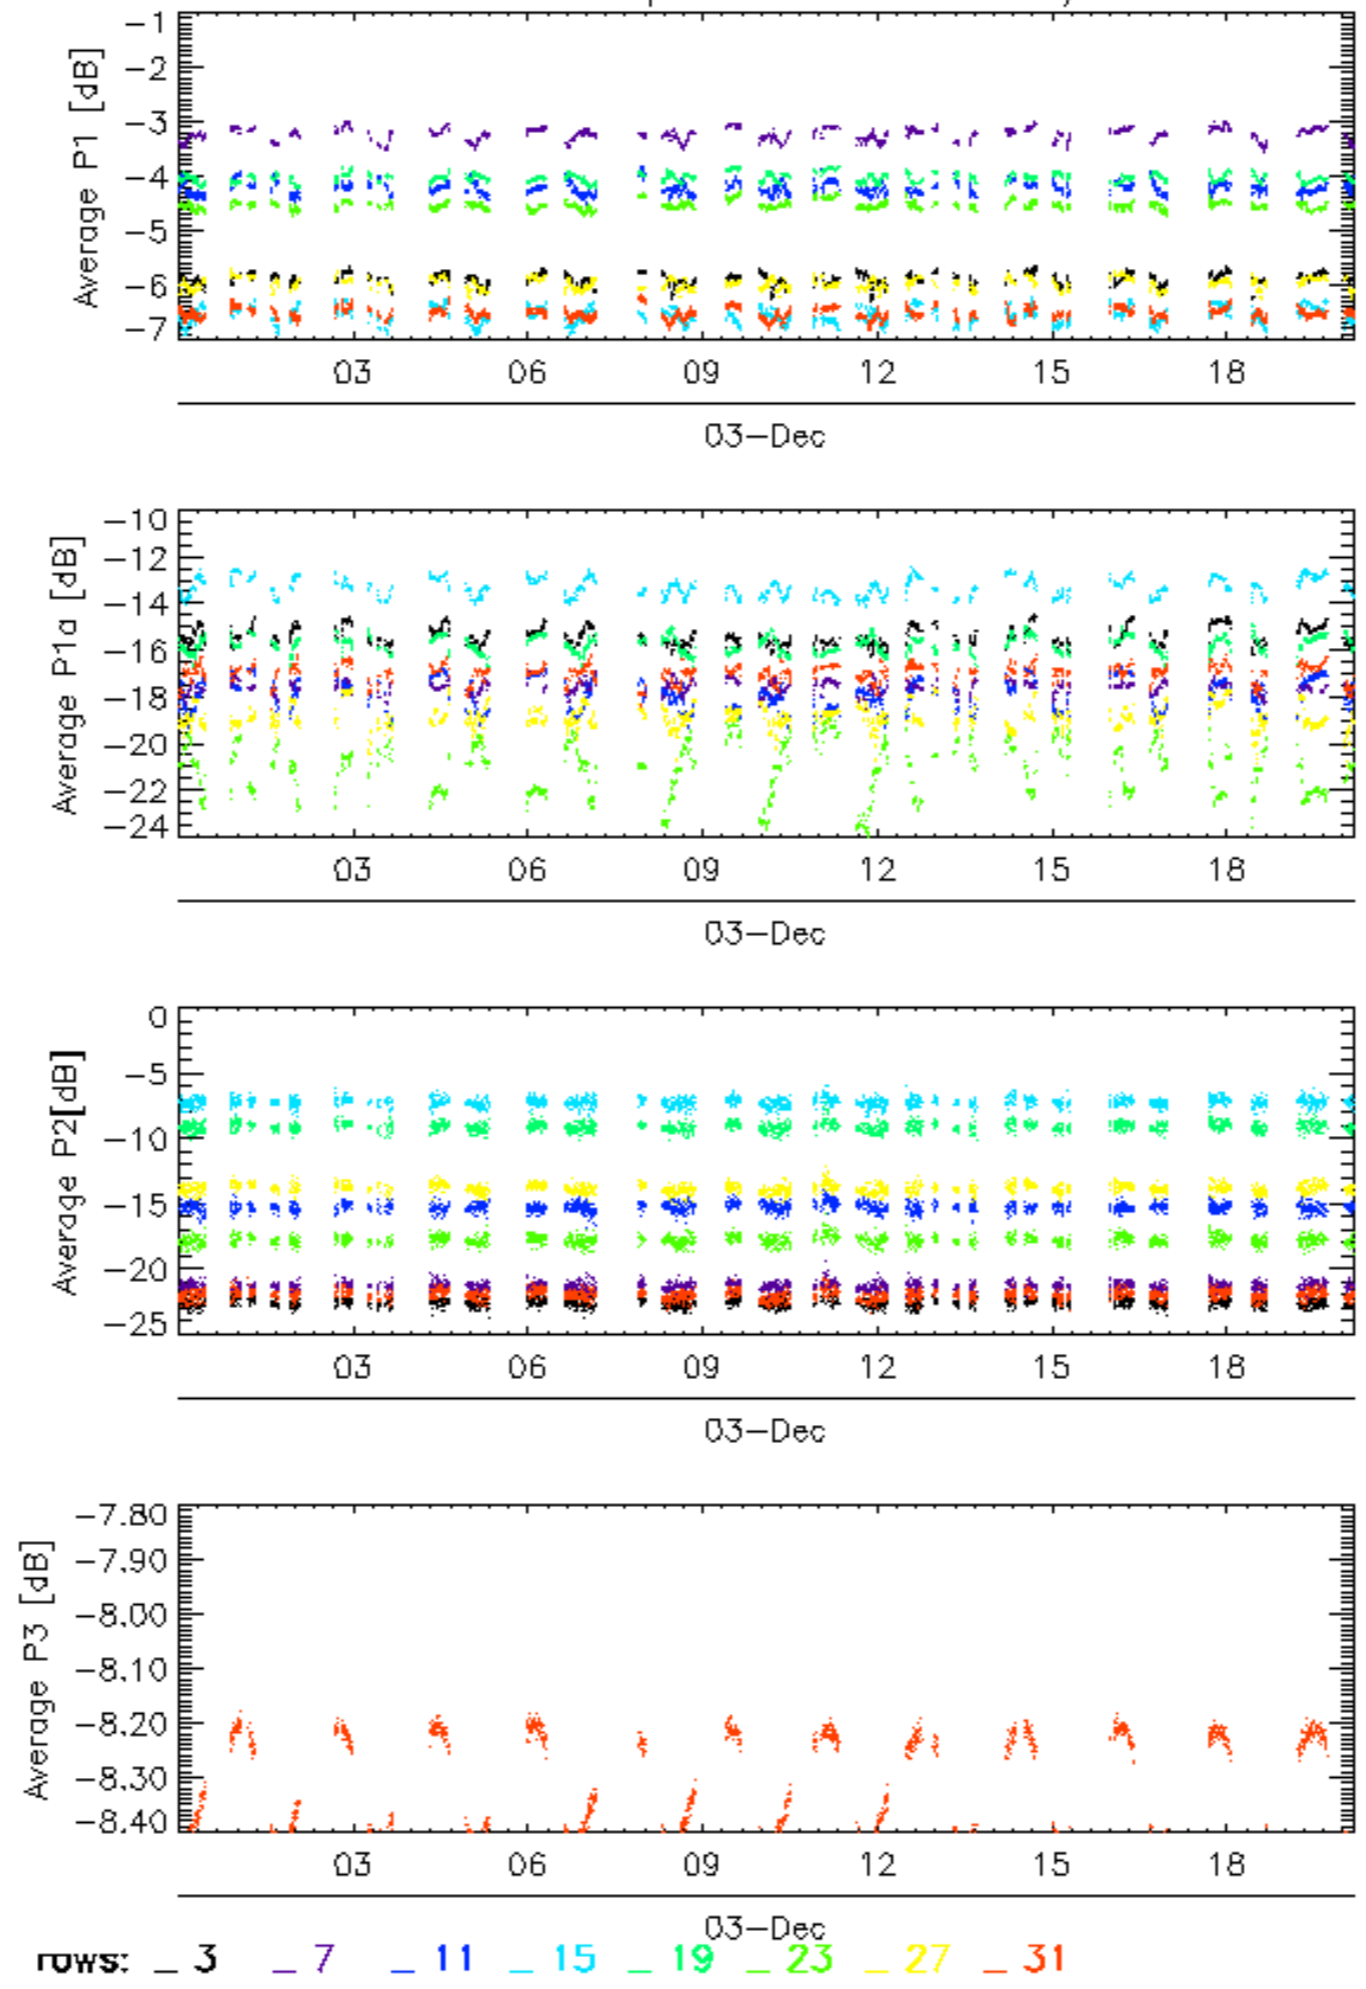 Average P1 [dB]
-1
-2
-3
-4
-5
-6
-7
03 06 09 12 15 18
03-Dec
Average P1a [dB]
-10
-12
-14
-16
-18
-20
-22
-24
03 06 09 12 15 18
03-Dec
Average P2[dB]
0
-5
-10
-15
-20
-25
03 06 09 12 15 18
03-Dec
Average P3 [dB]
-7.80
-7.90
-8.00
-8.10
-8.20
-8.30
-8.40
03 06 09 12 15 18
03-Dec
rows: _ 3 _ 7 _ 11 _ 15 _ 19 _ 23 _ 27 _ 31